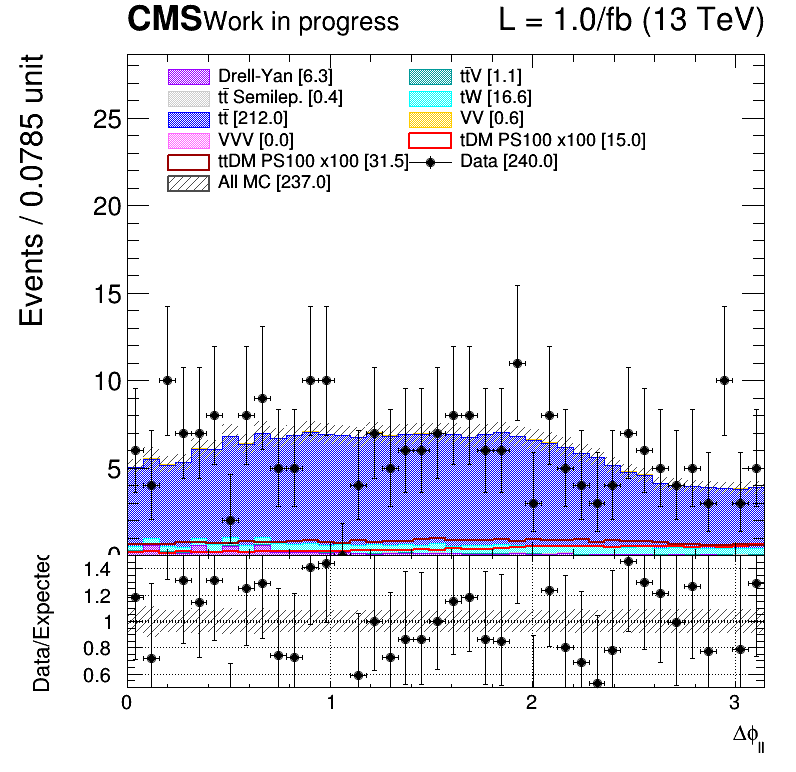 CMS Work in progress L = 1.0/fb (13 TeV)
Events / 0.0785 unit
Drell-Yan [6.3] tt̄V [1.1]
tt̄ Semilep. [0.4] tW [16.6]
tt̄ [212.0] VV [0.6]
VVV [0.0] tDM PS100 x100 [15.0]
ttDM PS100 x100 [31.5] Data [240.0]
All MC [237.0]
25
20
15
10
5
0
Data/Expected
1.4
1.2
1
0.8
0.6
0 1 2 3
Δϕll